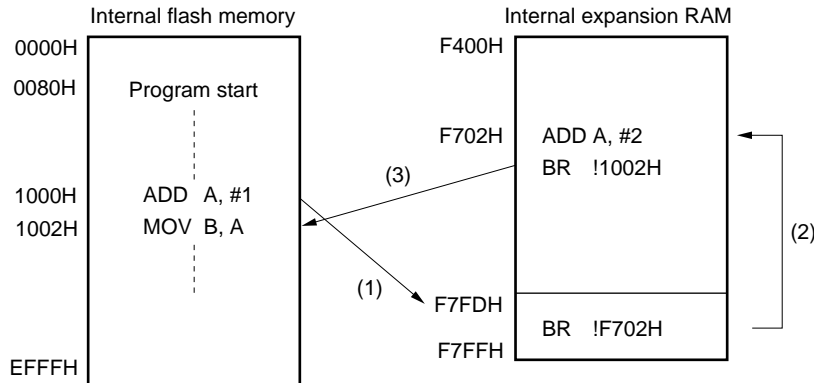 Internal flash memory
0000H
0080H
Program start
1000H
ADD A, #1
1002H
MOV B, A
EFFFH
(1)
(3)
Internal expansion RAM
F400H
F702H
ADD A, #2
BR !1002H
(2)
F7FDH
BR !F702H
F7FFH